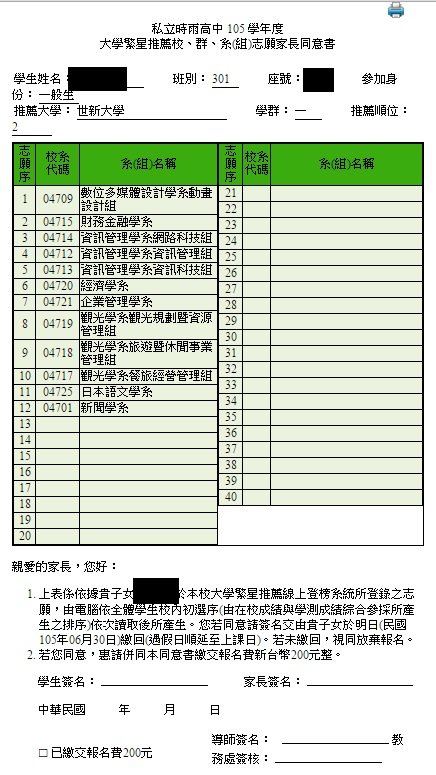 私立時雨高中 105 學年度
大學繁星推薦校、群、系(組)志願家長同意書
學生姓名: 班別: 301 座號: 參加身
份: 一般生
推薦大學: 世新大學 學群: 一 推薦順位:
2
志願序 校系代碼 系(組)名稱 志願序 校系代碼 系(組)名稱
1 04709 數位多媒體設計學系動畫設計組 21
2 04715 財務金融學系 22
3 04714 資訊管理學系網路科技組 23
4 04712 資訊管理學系資訊管理組 24
5 04713 資訊管理學系資訊科技組 25
6 04720 經濟學系 26
7 04721 企業管理學系 27
8 04719 觀光學系觀光規劃暨資源管理組 28
9 04718 觀光學系旅遊暨休閒事業管理組 29
10 04717 觀光學系餐旅經營管理組 30
11 04725 日本語文學系 31
12 04701 新聞學系 32
13 33
14 34
15 35
16 36
17 37
18 38
19 39
20 40
親愛的家長,您好:
1. 上表係依據貴子女 於本校大學繁星推薦線上登榜系統所登錄之志
願,由電腦依全體學生校內初選序(由在校成績與學測成績綜合參採所產
生之排序)依次讀取後所產生。您若同意請簽名交由貴子女於明日(民國
105年06月30日)繳回(過假日順延至上課日)。若未繳回,視同放棄報名。
2. 若您同意,惠請併同本同意書繳交報名費新台幣200元整。
學生簽名: 家長簽名:
中華民國 年 月 日
導師簽名: 教
□ 已繳交報名費200元
務處簽核: